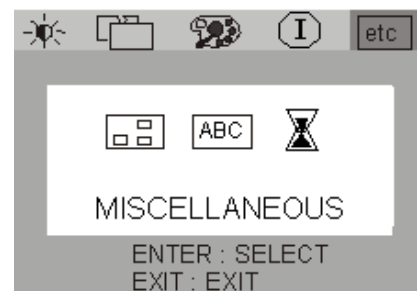 I etc
ABC
MISCELLANEOUS
ENTER : SELECT
EXIT : EXIT